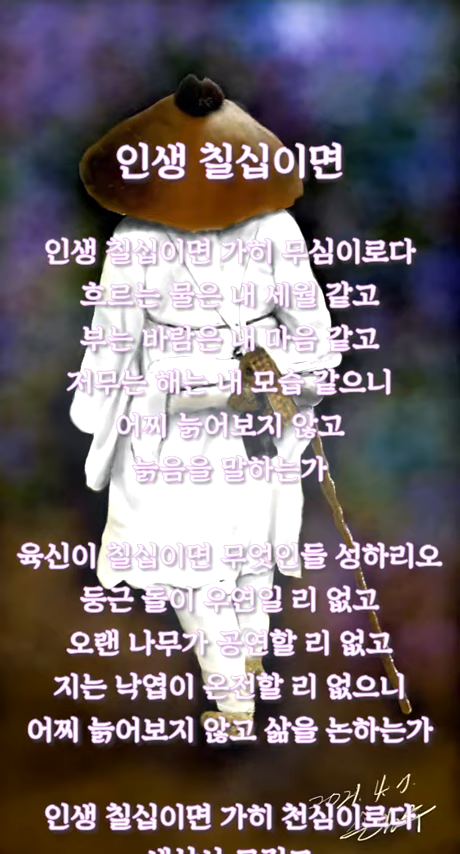 인생 칠십이면
인생 칠십이면 가히 무심이로다
흐르는 물은 내 세월 같고
부는 바람은 내 마음 같고
저무는 해는 내 모습 같으니
어찌 늙어보지 않고
늙음을 말하는가
육신이 칠십이면 무엇인들 성하리오
둥근 돌이 우연일 리 없고
오랜 나무가 공연할 리 없고
지는 낙엽이 온전할 리 없으니
어찌 늙어보지 않고 삶을 논하는가
2021. 4. 7.
인생 칠십이면 가히 천심이로다